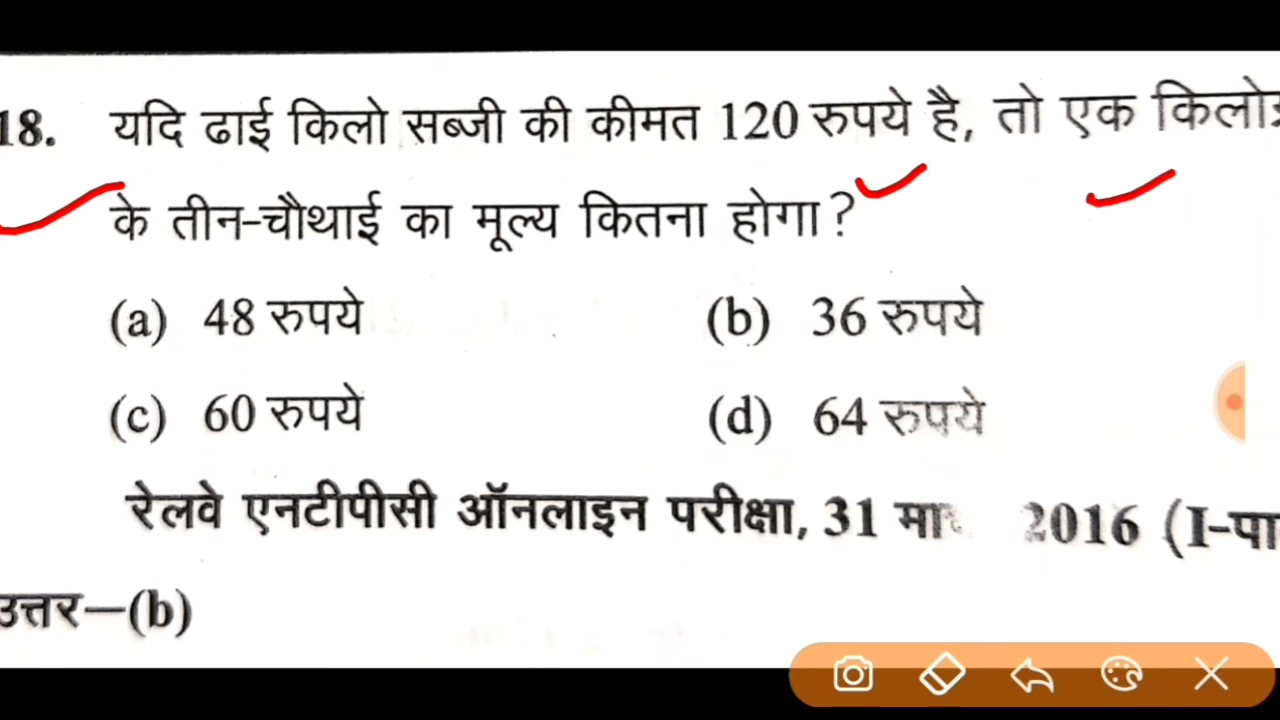 18. यदि ढाई किलो सब्जी की कीमत 120 रुपये है, तो एक
के तीन-चौथाई का मूल्य कितना होगा?
(a) 48 रुपये (b) 36 रुपये
(c) 60 रुपये (d) 64 रुपये
रेलवे एनटीपीसी ऑनलाइन परीक्षा, 31 2016
उत्तर—(b)